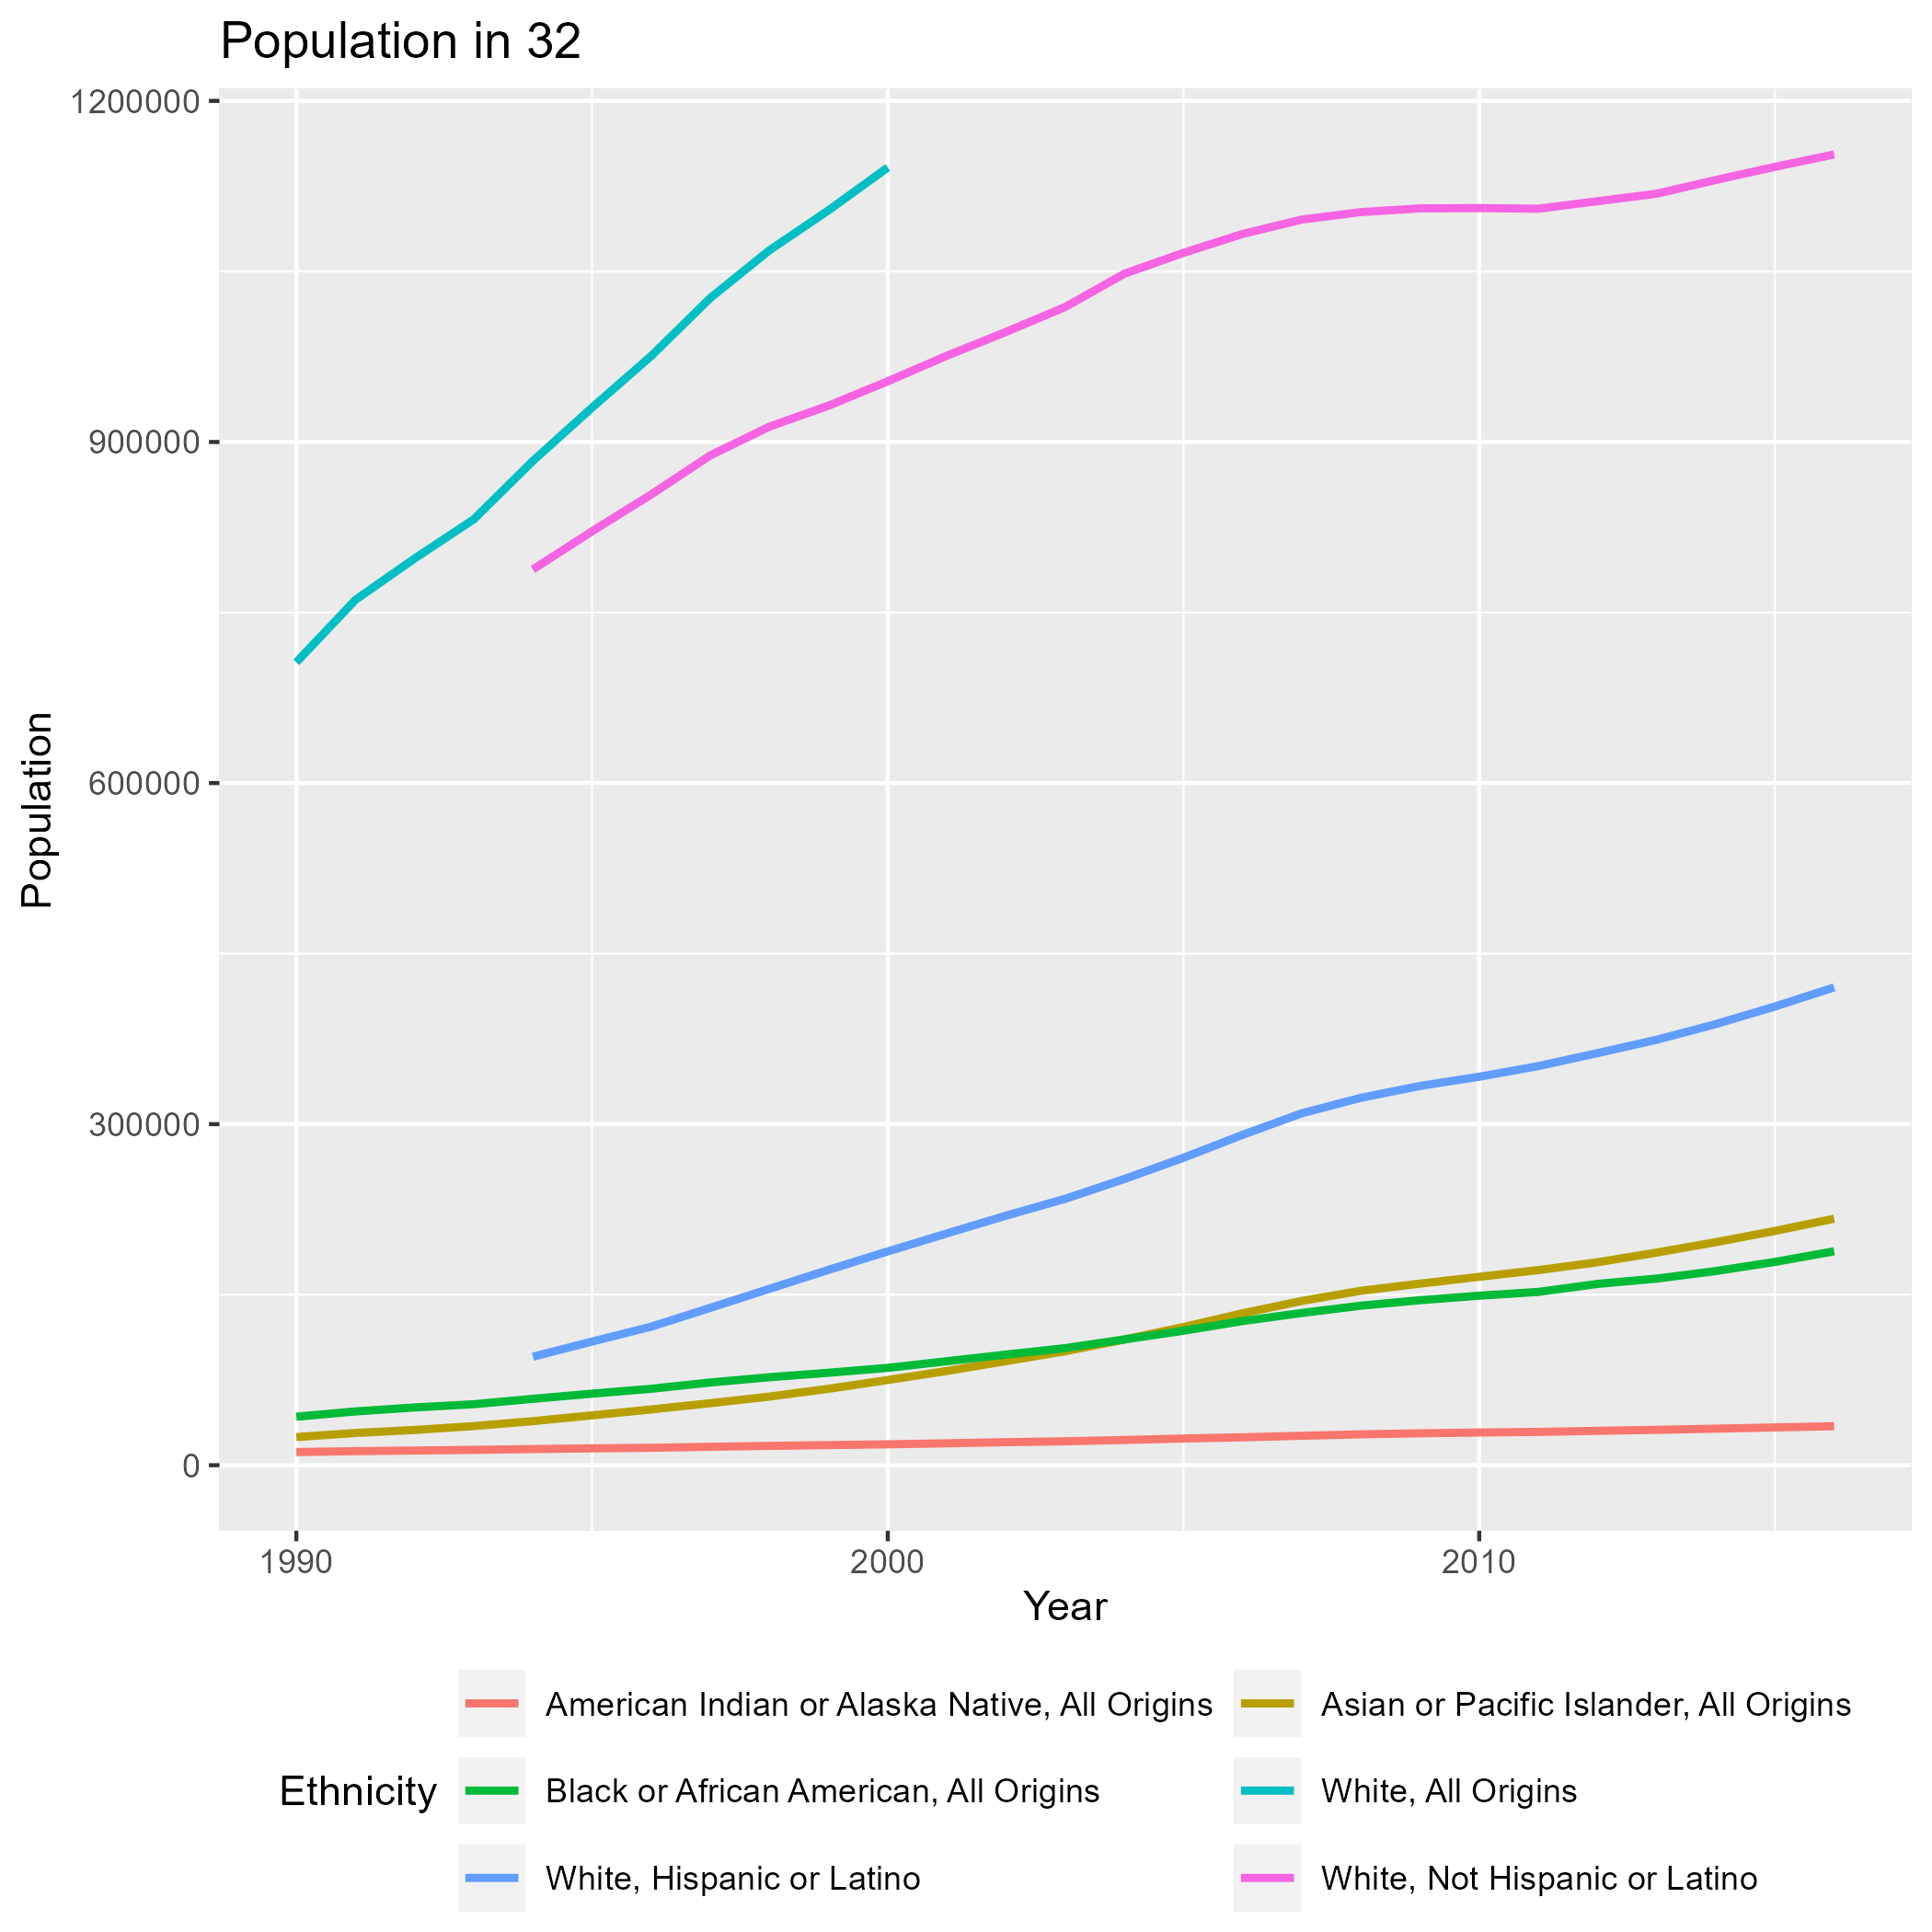 Population in 32
1200000
900000
600000
300000
0
Population
1990 2000 2010
Year
Ethnicity
American Indian or Alaska Native, All Origins
Asian or Pacific Islander, All Origins
Black or African American, All Origins
White, All Origins
White, Hispanic or Latino
White, Not Hispanic or Latino